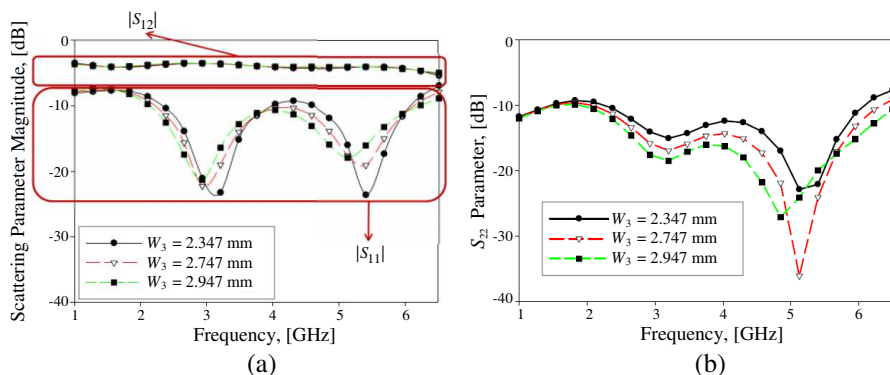 |S12|
0
-10
-20
-30
-40
Scattering Parameter Magnitude, [dB]
W3 = 2.347 mm
W3 = 2.747 mm
W3 = 2.947 mm
|S11|
1 2 3 4 5 6
Frequency, [GHz]
(a)
0
-10
-20
-30
-40
S22 Parameter, [dB]
W3 = 2.347 mm
W3 = 2.747 mm
W3 = 2.947 mm
1 2 3 4 5 6
Frequency, [GHz]
(b)